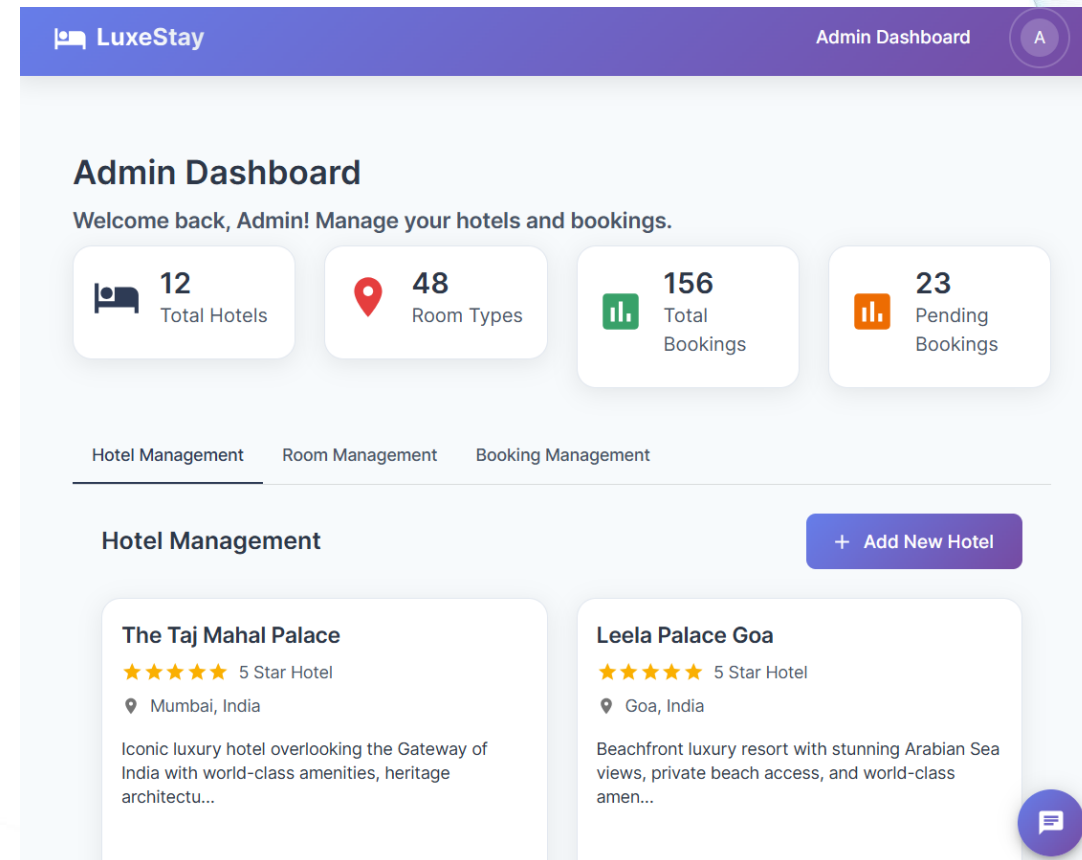 LuxeStay
Admin Dashboard
A
Admin Dashboard
Welcome back, Admin! Manage your hotels and bookings.
12
Total Hotels
48
Room Types
156
Total
Bookings
23
Pending
Bookings
Hotel Management
Room Management
Booking Management
Hotel Management
+ Add New Hotel
The Taj Mahal Palace
5 Star Hotel
Mumbai, India
Iconic luxury hotel overlooking the Gateway of
India with world-class amenities, heritage
architectu...
Leela Palace Goa
5 Star Hotel
Goa, India
Beachfront luxury resort with stunning Arabian Sea
views, private beach access, and world-class
amen...